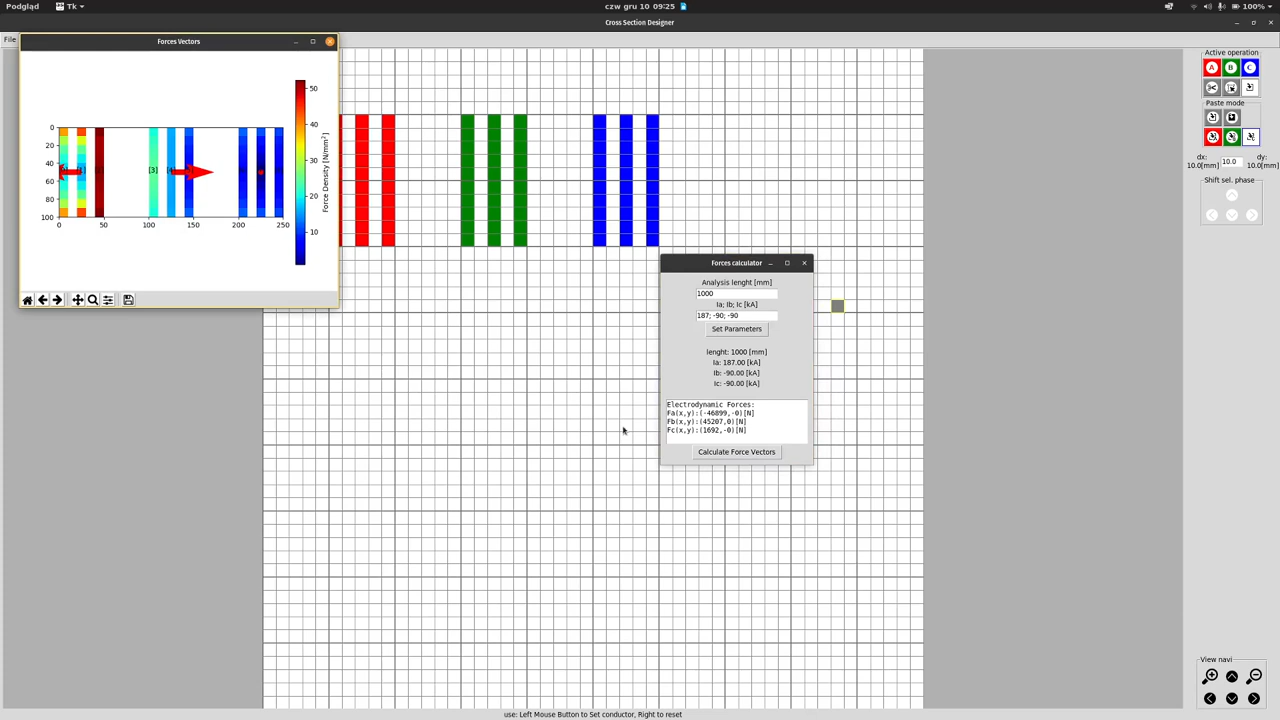 Podgląd
Tk
czw gru 10 09:25
100%
Cross Section Designer
File
Forces Vectors
0
20
40
60
80
100
0
50
100
150
200
250
[3]
50
40
30
20
10
Force Density [N/mm²]
Forces calculator
Analysis lenght [mm]
1000
Ia; Ib; Ic [kA]
187; -90; -90
Set Parameters
lenght: 1000 [mm]
Ia: 187.00 [kA]
Ib: -90.00 [kA]
Ic: -90.00 [kA]
Electrodynamic Forces:
Fa(x,y):(-46899,-0)[N]
Fb(x,y):(45207,0)[N]
Fc(x,y):(1692,-0)[N]
Calculate Force Vectors
Active operation
A
B
C
Paste mode
dx:
dy:
10.0[mm]
10.0
10.0[mm]
Shift sel. phase
View navi
use: Left Mouse Button to Set conductor, Right to reset